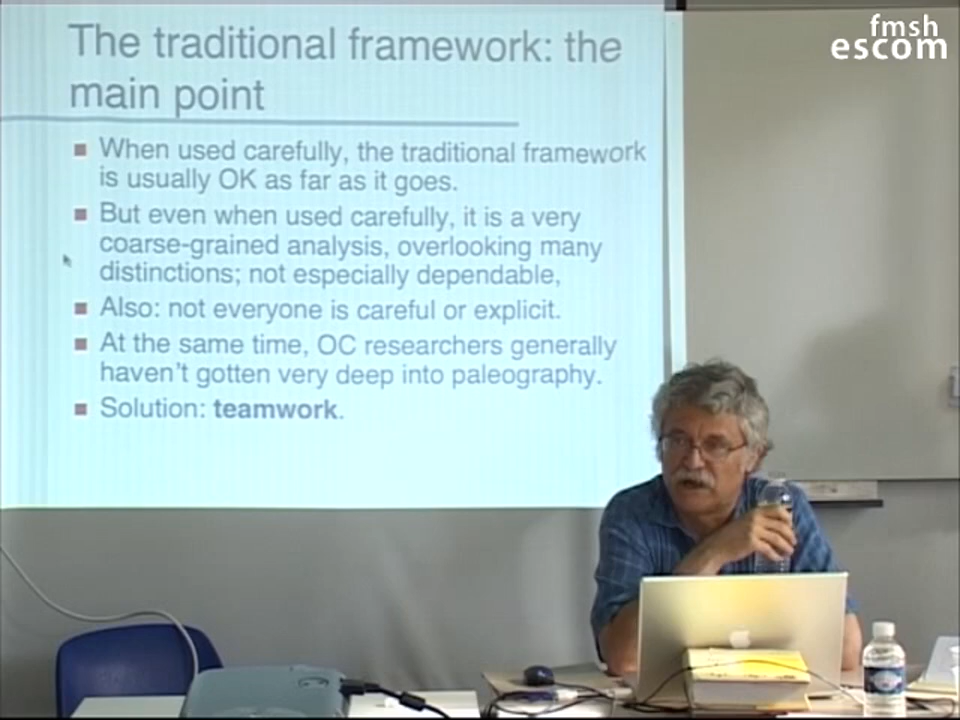 fmsh
escom
The traditional framework: the
main point
When used carefully, the traditional framework
is usually OK as far as it goes.
But even when used carefully, it is a very
coarse-grained analysis, overlooking many
distinctions; not especially dependable,
Also: not everyone is careful or explicit.
At the same time, OC researchers generally
haven't gotten very deep into paleography.
Solution: teamwork.